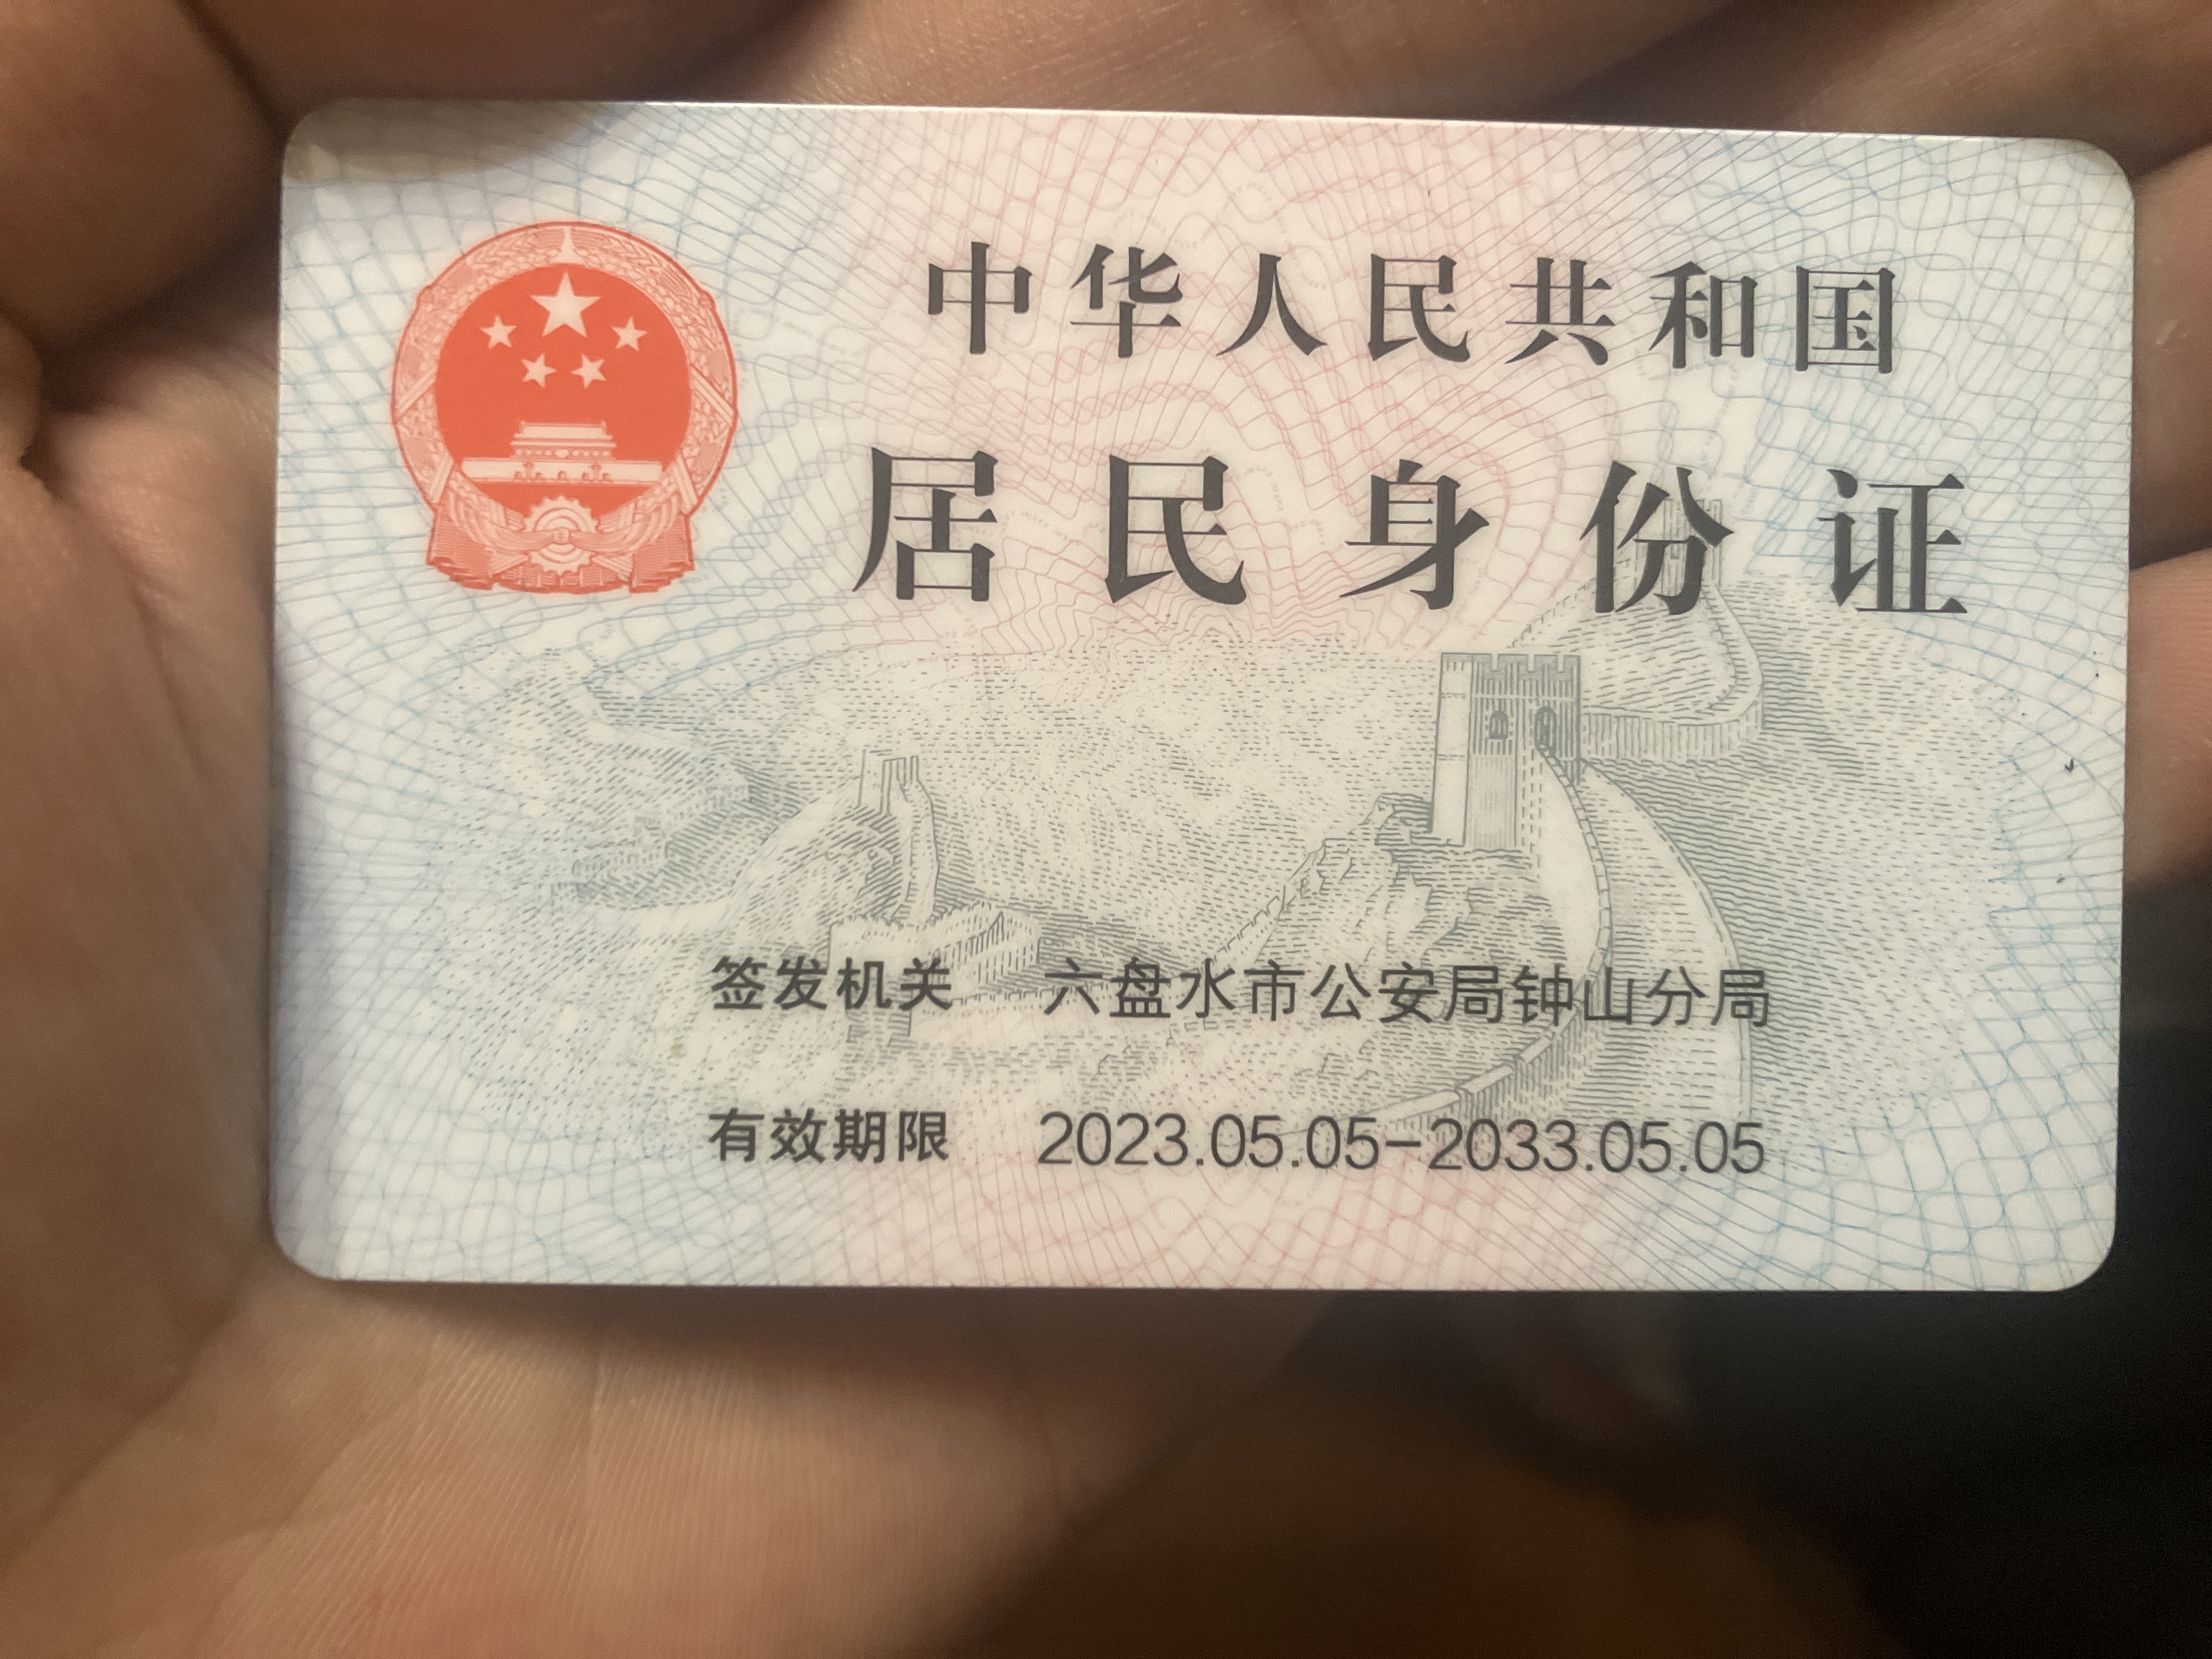 中华人民共和国
居民身份证
签发机关 六盘水市公安局钟山分局
有效期限 2023.05.05-2033.05.05